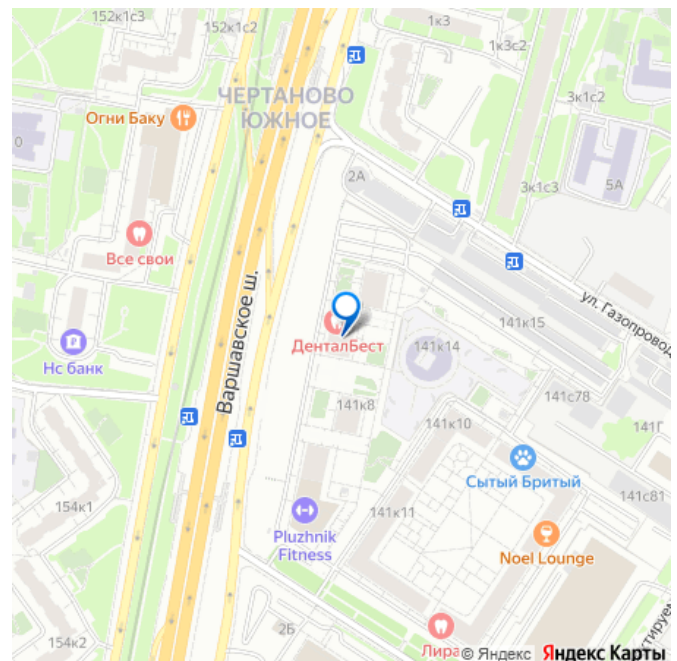 152к1с3
152к1с2
1к3
1к3с2
ЧЕРТАНОВО
ЮЖНОЕ
Огни Баку
3к1с2
2А
3к1с3
5А
Все свои
Варшавское ш.
ул. Газопровод
ДенталБест
141к15
141к14
Нс банк
141с78
141к8
141к10
141Г
Сытый Бритый
154к1
141с81
141к11
Pluzhnik
Fitness
Noel Lounge
2Б
154к2
Лира
© Яндекс Яндекс Карты